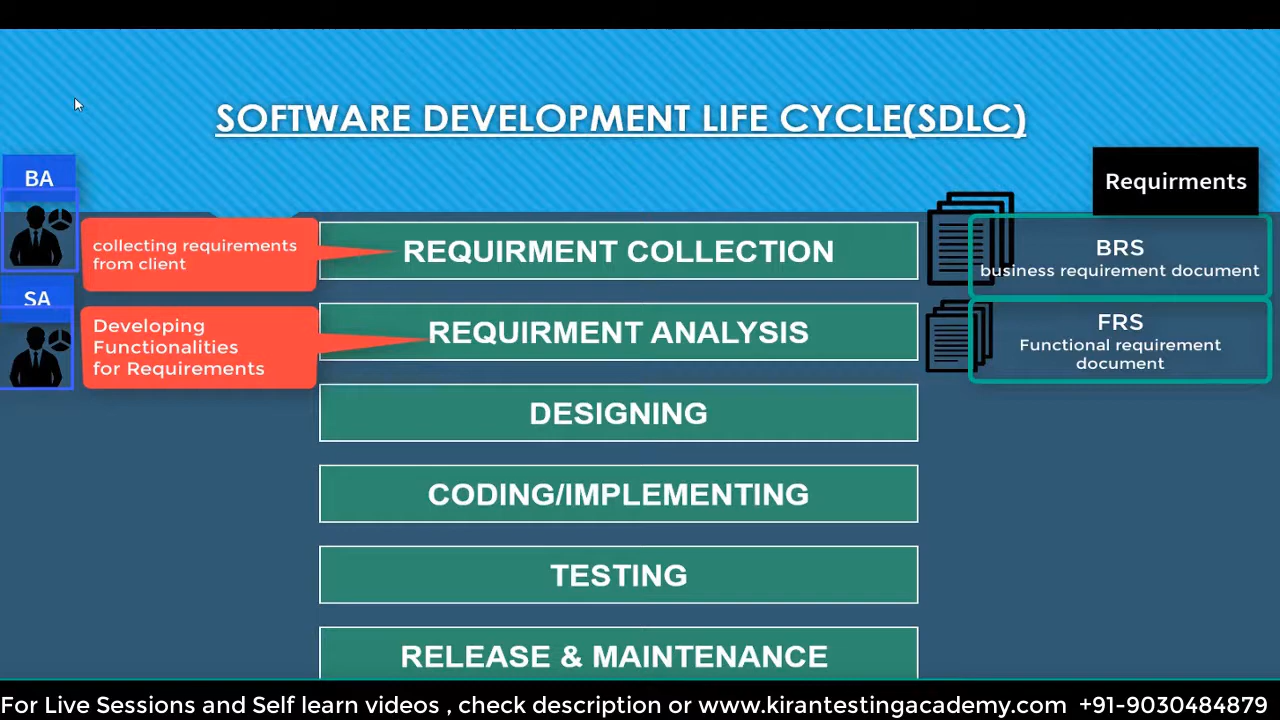 SOFTWARE DEVELOPMENT LIFE CYCLE(SDLC)
BA
Requirments
collecting requirements
from client
REQUIRMENT COLLECTION
BRS
business requirement document
SA
Developing
Functionalities
for Requirements
REQUIRMENT ANALYSIS
FRS
Functional requirement
document
DESIGNING
CODING/IMPLEMENTING
TESTING
RELEASE & MAINTENANCE
For Live Sessions and Self learn videos , check description or www.kirantestingacademy.com +91-9030484879